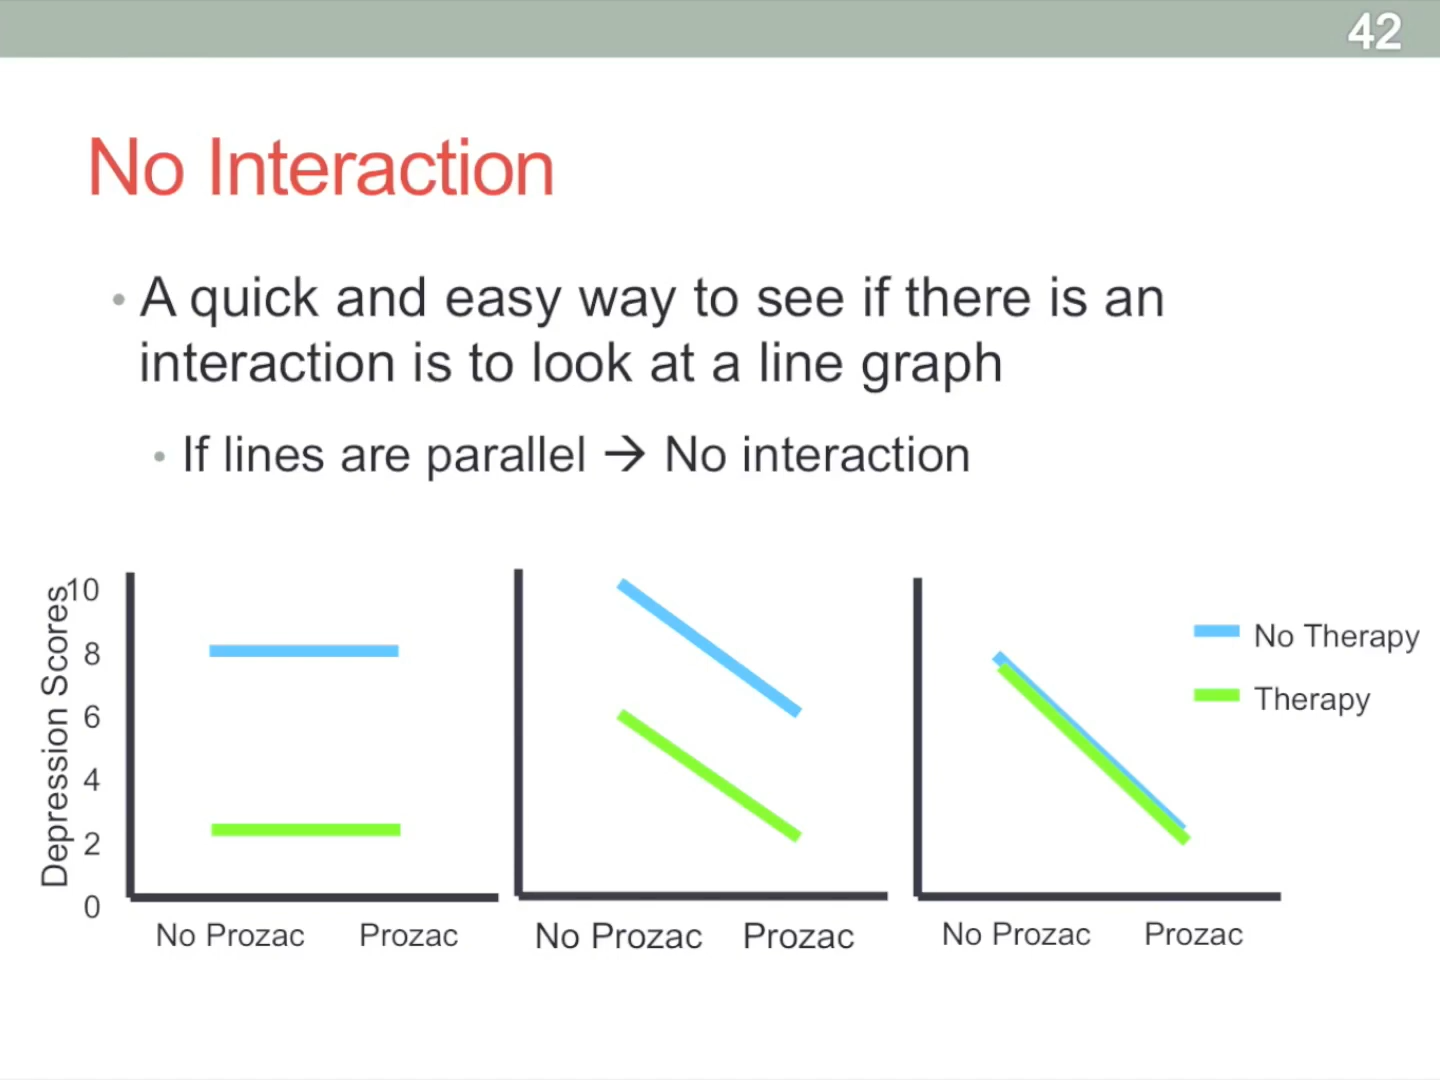 42
No Interaction
• A quick and easy way to see if there is an
interaction is to look at a line graph
• If lines are parallel → No interaction
Depression Scores
10
8
6
4
2
0
No Prozac Prozac
No Prozac Prozac
No Prozac Prozac
No Therapy
Therapy